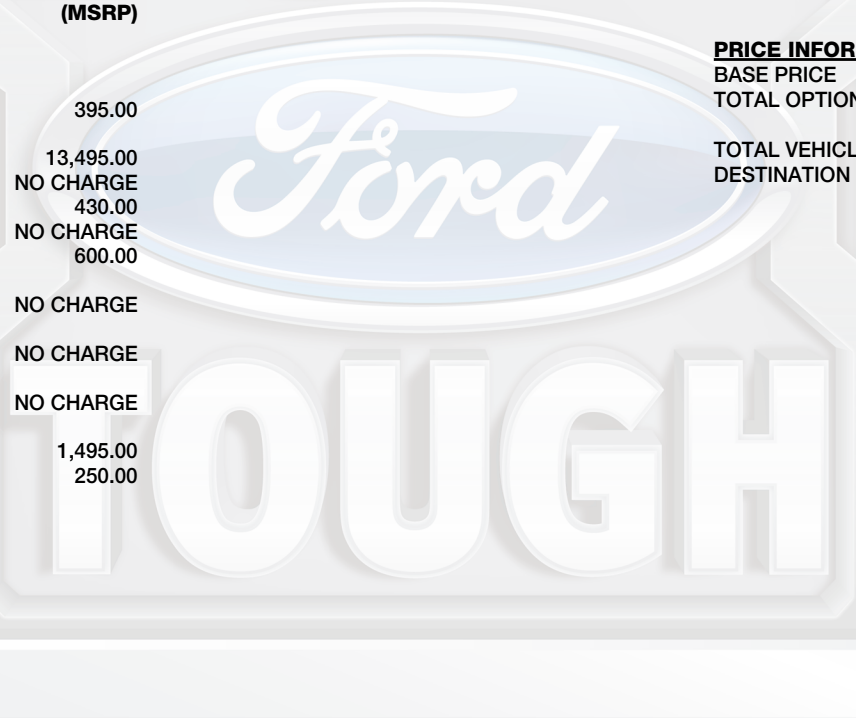 (MSRP)
395.00
13,495.00
NO CHARGE
430.00
NO CHARGE
600.00
NO CHARGE
NO CHARGE
NO CHARGE
1,495.00
250.00
PRICE INFOR
BASE PRICE
TOTAL OPTION
TOTAL VEHICL
DESTINATION
Ford
TOUGH